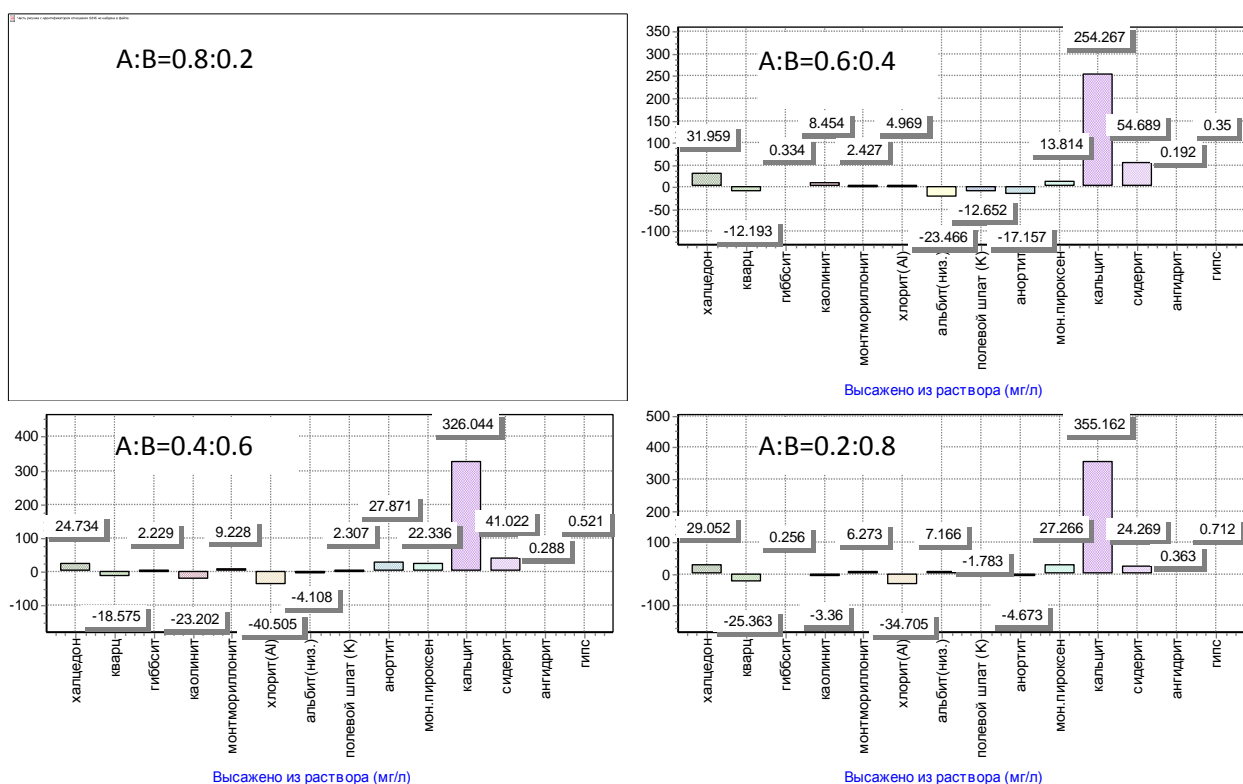 Часть рисунка с идентификатором отношения rId36 не найдена в файле.
A:B=0.8:0.2
A:B=0.6:0.4
350
300
250
200
150
100
50
0
-50
-100
31.959
-12.193
0.334
8.454
2.427
4.969
-23.466
-12.652
-17.157
13.814
254.267
54.689
0.192
0.35
халцедон
кварц
гиббсит
каолинит
монтмориллонит
хлорит(Al)
альбит(низ.)
полевой шпат (K)
анортит
мон.пироксен
кальцит
сидерит
ангидрит
гипс
Высажено из раствора (мг/л)
A:B=0.4:0.6
400
300
200
100
0
-100
24.734
-18.575
2.229
-23.202
9.228
-40.505
-4.108
2.307
27.871
22.336
326.044
41.022
0.288
0.521
халцедон
кварц
гиббсит
каолинит
монтмориллонит
хлорит(Al)
альбит(низ.)
полевой шпат (K)
анортит
мон.пироксен
кальцит
сидерит
ангидрит
гипс
Высажено из раствора (мг/л)
A:B=0.2:0.8
500
400
300
200
100
0
-100
29.052
-25.363
0.256
-3.36
6.273
-34.705
7.166
-1.783
-4.673
27.266
355.162
24.269
0.363
0.712
халцедон
кварц
гиббсит
каолинит
монтмориллонит
хлорит(Al)
альбит(низ.)
полевой шпат (K)
анортит
мон.пироксен
кальцит
сидерит
ангидрит
гипс
Высажено из раствора (мг/л)